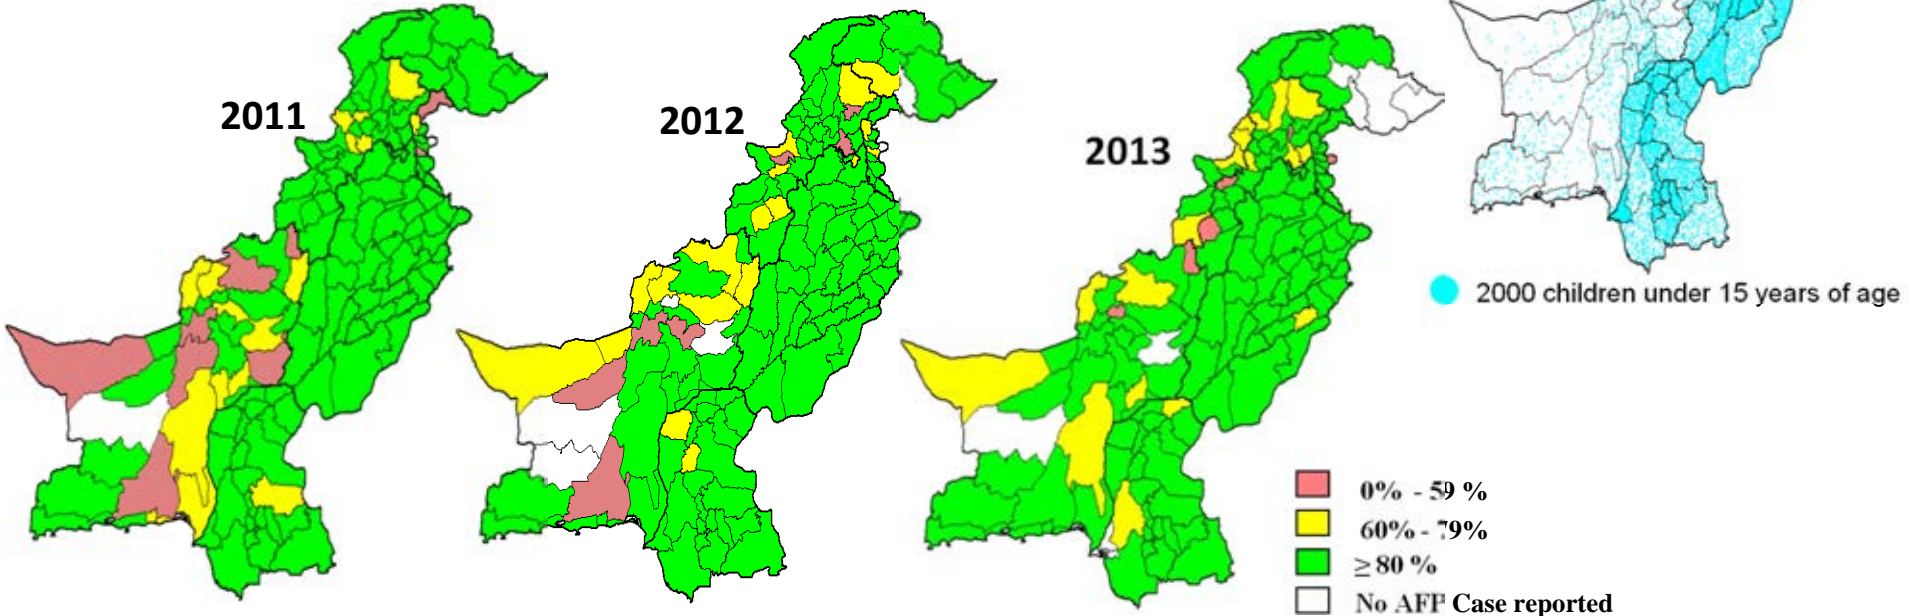 2011
2012
2013
2000 children under 15 years of age
0% - 59 %
60% - 79%
≥ 80 %
No AFP Case reported